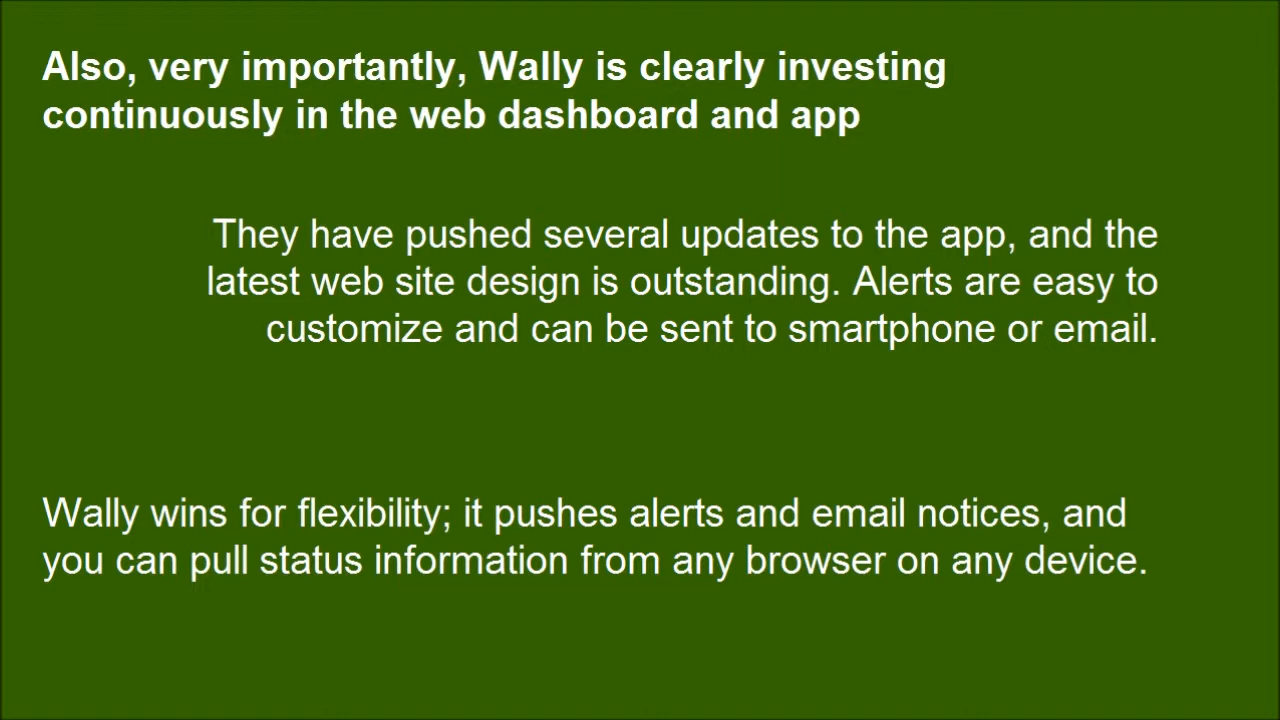 Also, very importantly, Wally is clearly investing
continuously in the web dashboard and app
They have pushed several updates to the app, and the
latest web site design is outstanding. Alerts are easy to
customize and can be sent to smartphone or email.
Wally wins for flexibility; it pushes alerts and email notices, and
you can pull status information from any browser on any device.